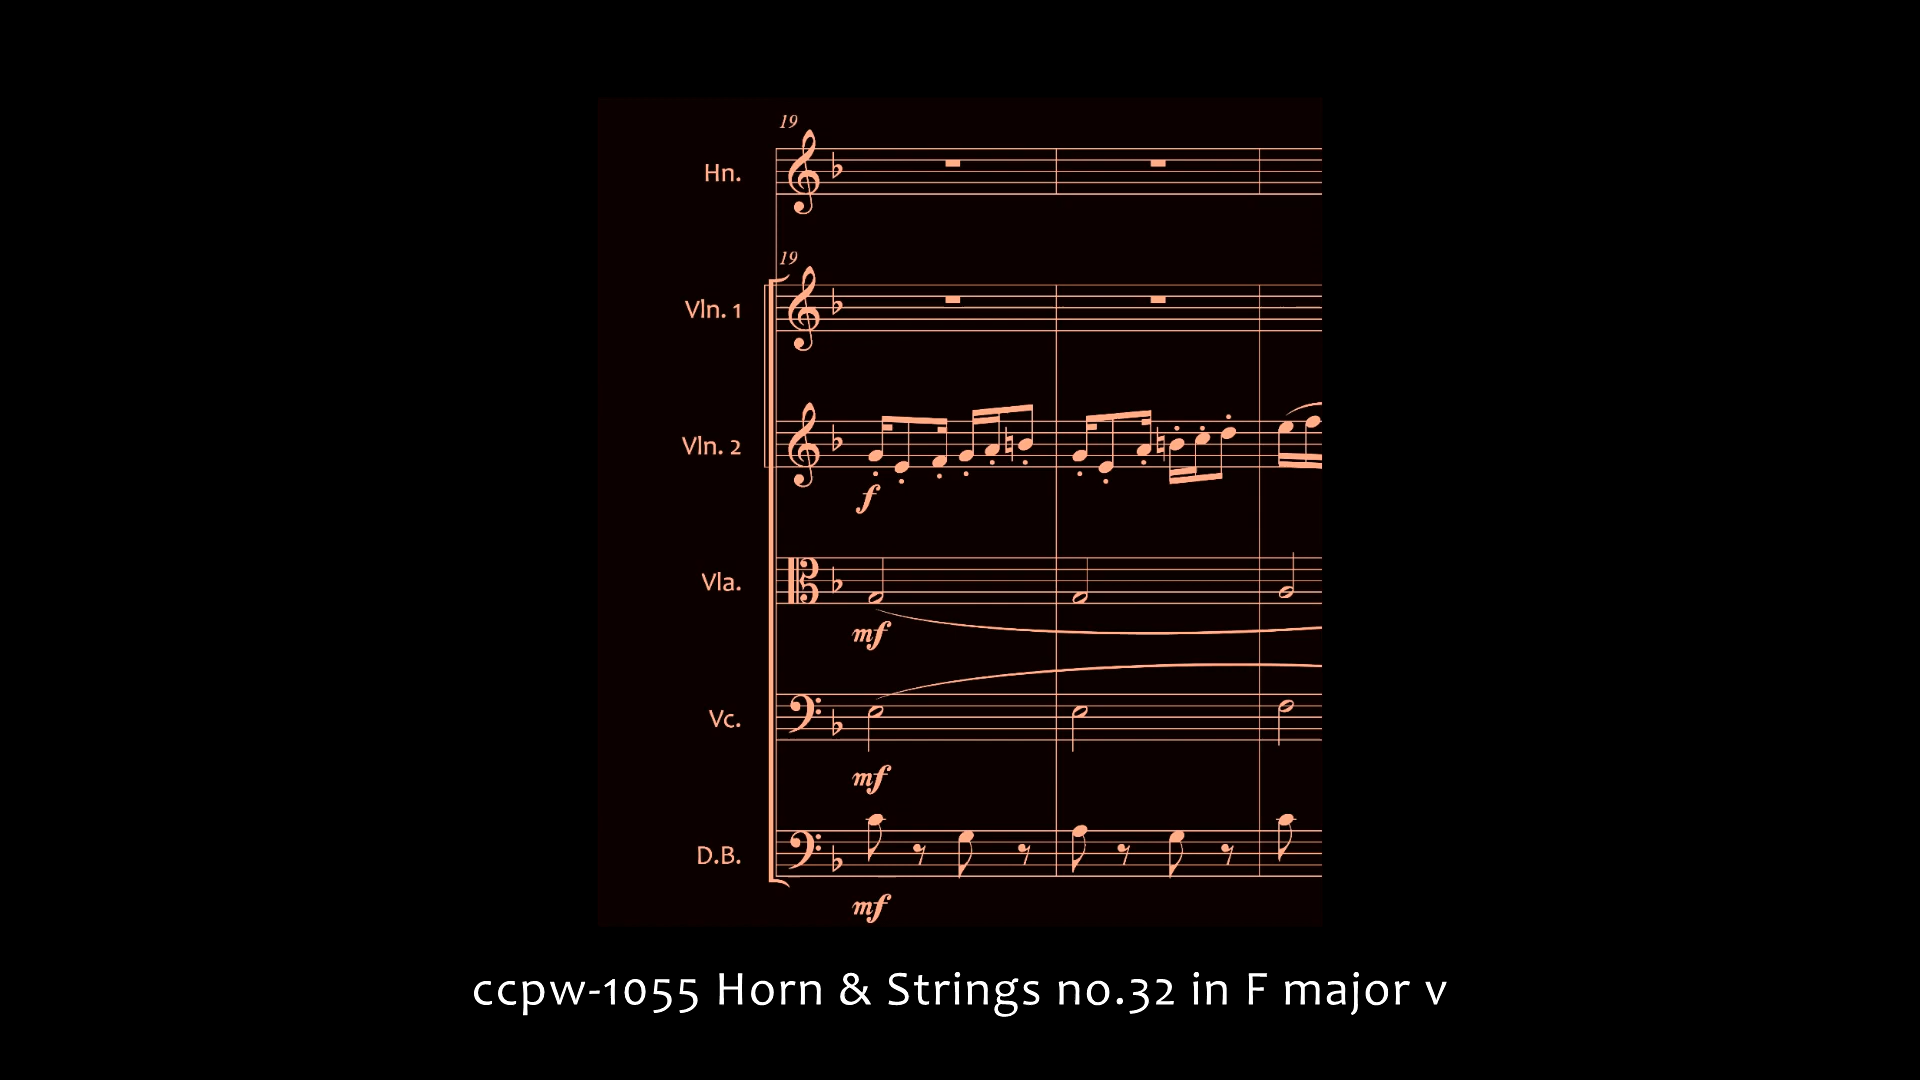 19
Hn.
19
Vln. 1
Vln. 2
f
Vla.
mf
Vc.
mf
D.B.
mf
ccpw-1055 Horn & Strings no.32 in F major v